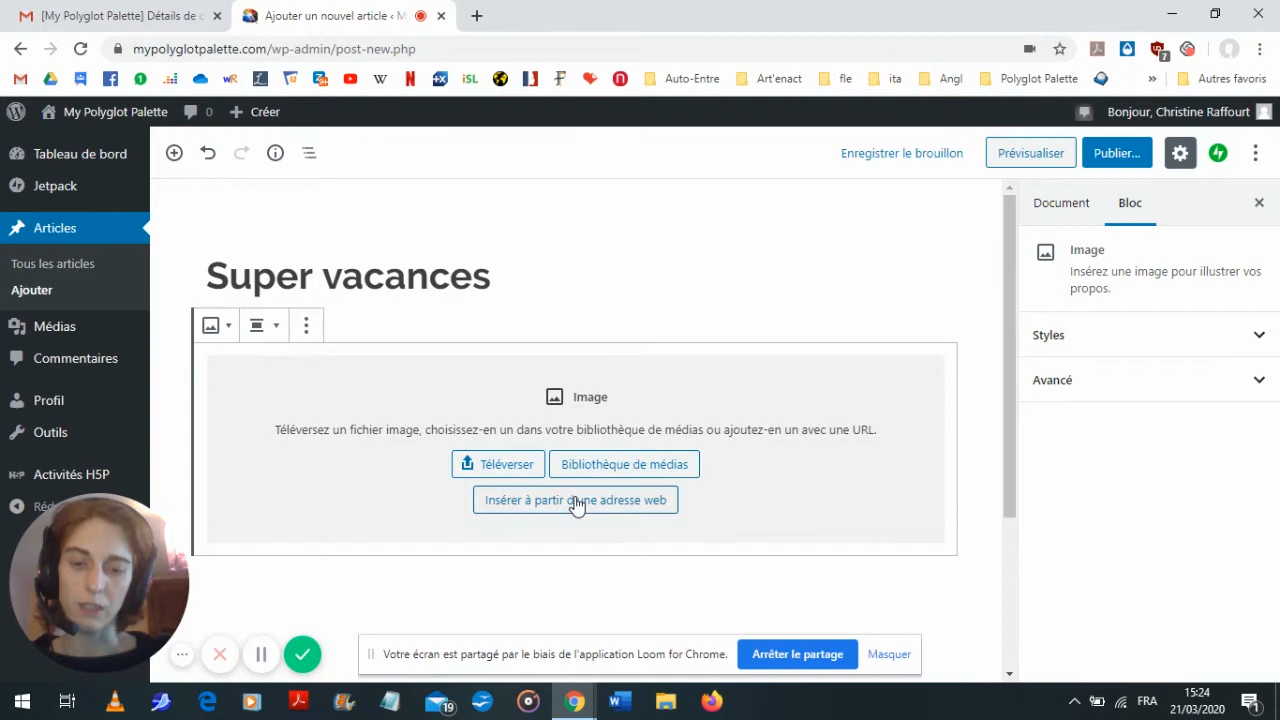 [My Polyglot Palette] Détails de c
Ajouter un nouvel article ‹ M
mypolyglotpalette.com/wp-admin/post-new.php
7
Auto-Entre
Art'enact
fle
ita
Angl
Polyglot Palette
»
Autres favoris
My Polyglot Palette
0
Créer
Bonjour, Christine Raffourt
Tableau de bord
Jetpack
Articles
Tous les articles
Ajouter
Médias
Commentaires
Profil
Outils
Activités H5P
Enregistrer le brouillon
Prévisualiser
Publier...
Document
Bloc
Image
Insérez une image pour illustrer vos
propos.
Styles
Avancé
Super vacances
Image
Téléversez un fichier image, choisissez-en un dans votre bibliothèque de médias ou ajoutez-en un avec une URL.
Téléverser
Bibliothèque de médias
Insérer à partir d'une adresse web
Votre écran est partagé par le biais de l'application Loom for Chrome.
Arrêter le partage
Masquer
19
FRA
15:24
21/03/2020
1